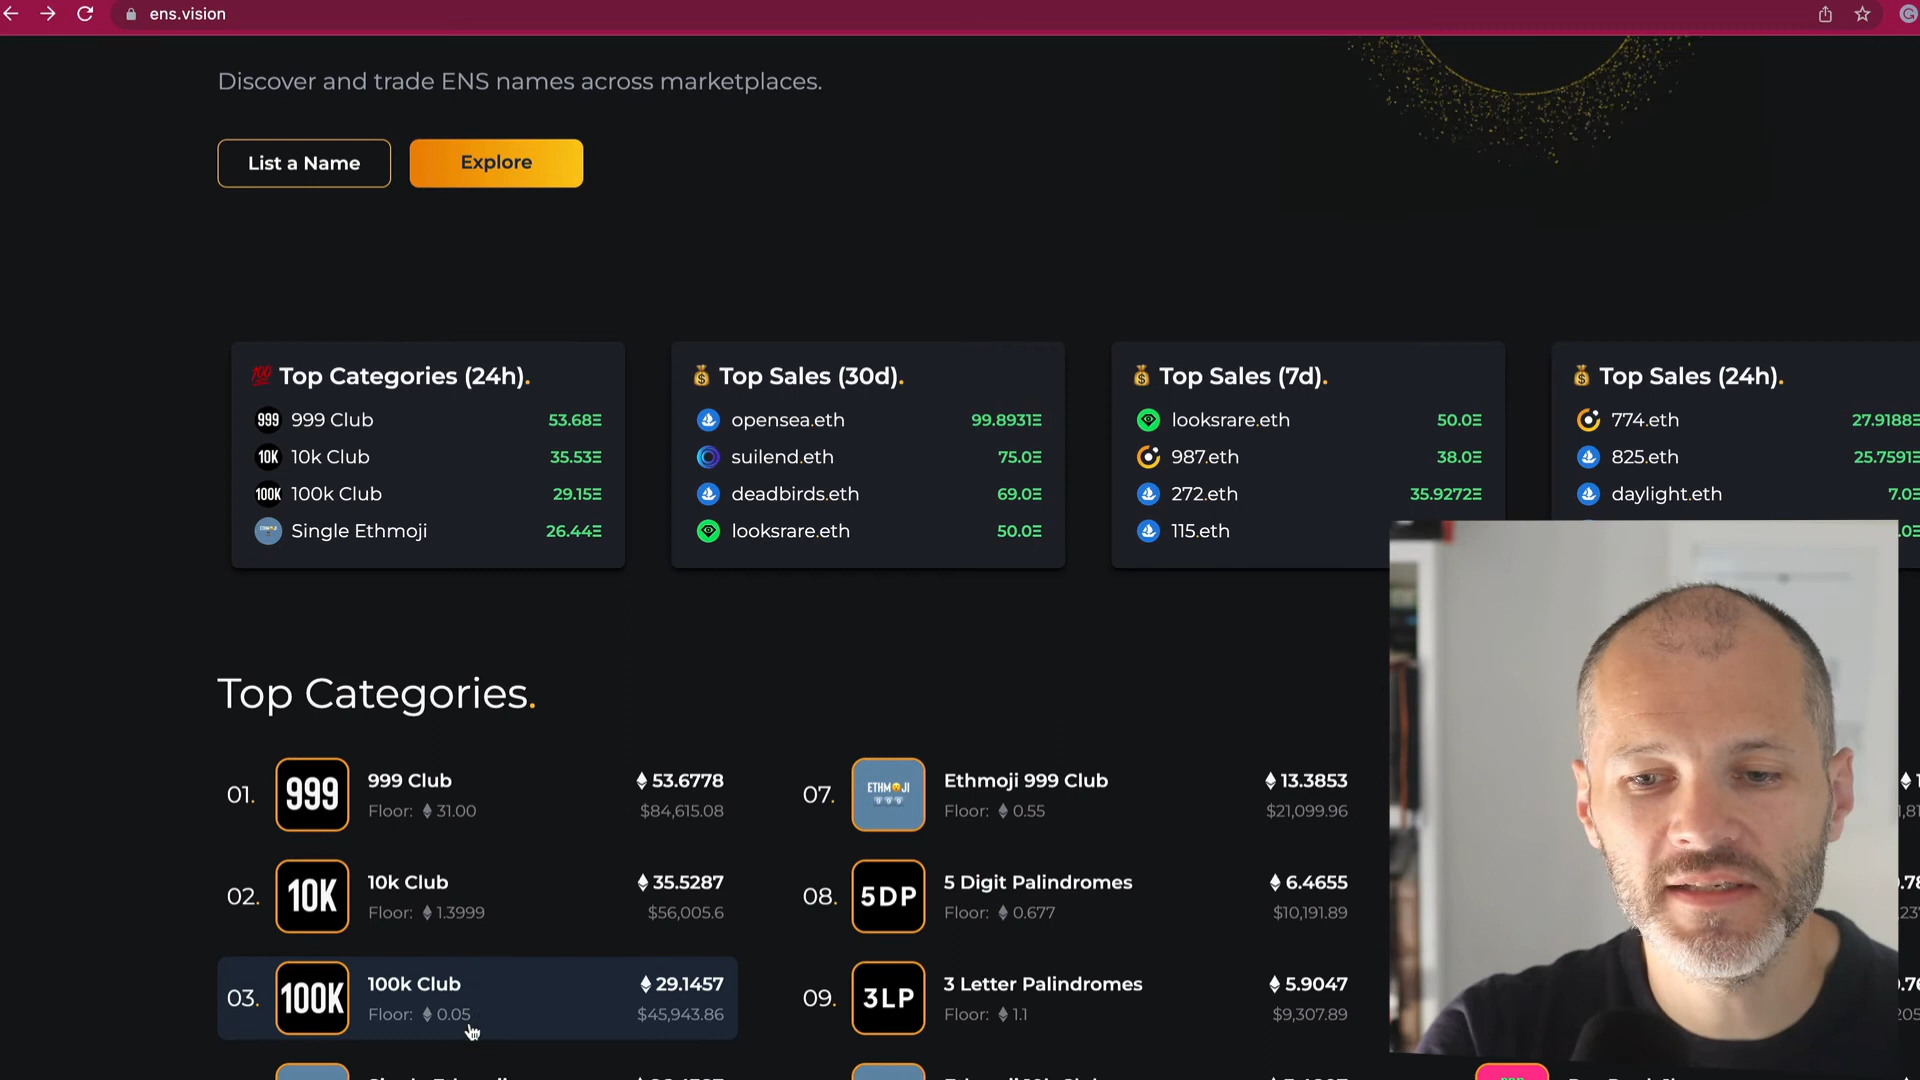 ens.vision
Discover and trade ENS names across marketplaces.
List a Name
Explore
Top Categories (24h).
999 999 Club 53.68Ξ
10K 10k Club 35.53Ξ
100K 100k Club 29.15Ξ
Single Ethmoji 26.44Ξ
Top Sales (30d).
opensea.eth 99.8931Ξ
suilend.eth 75.0Ξ
deadbirds.eth 69.0Ξ
looksrare.eth 50.0Ξ
Top Sales (7d).
looksrare.eth 50.0Ξ
987.eth 38.0Ξ
272.eth 35.9272Ξ
115.eth
Top Sales (24h).
774.eth 27.9188Ξ
825.eth 25.7591Ξ
daylight.eth 7.0Ξ
Top Categories.
01. 999 999 Club 53.6778
Floor: 31.00 $84,615.08
02. 10K 10k Club 35.5287
Floor: 1.3999 $56,005.6
03. 100K 100k Club 29.1457
Floor: 0.05 $45,943.86
07. ETHMOJI 999 Ethmoji 999 Club 13.3853
Floor: 0.55 $21,099.96
08. 5DP 5 Digit Palindromes 6.4655
Floor: 0.677 $10,191.89
09. 3LP 3 Letter Palindromes 5.9047
Floor: 1.1 $9,307.89